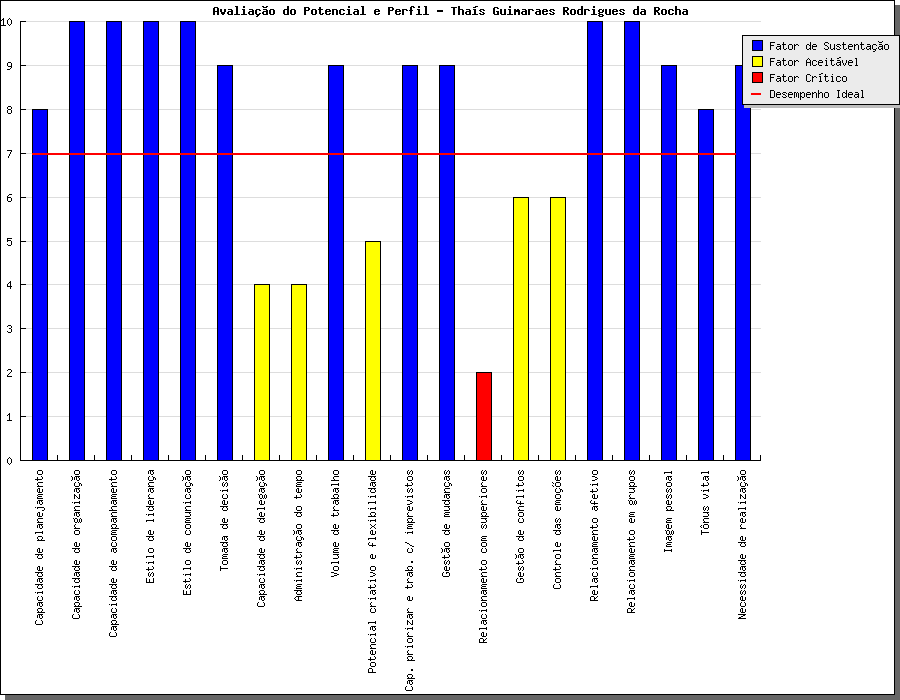 Avaliação do Potencial e Perfil - Thaís Guimaraes Rodrigues da Rocha
10
9
8
7
6
5
4
3
2
1
0
Fator de Sustentação
Fator Aceitável
Fator Crítico
Desempenho Ideal
Capacidade de planejamento
Capacidade de organização
Capacidade de acompanhamento
Estilo de liderança
Estilo de comunicação
Tomada de decisão
Capacidade de delegação
Administração do tempo
Volume de trabalho
Potencial criativo e flexibilidade
Cap. priorizar e trab. c/ imprevistos
Gestão de mudanças
Relacionamento com superiores
Gestão de conflitos
Controle das emoções
Relacionamento afetivo
Relacionamento em grupos
Imagem pessoal
Tônus vital
Necessidade de realização